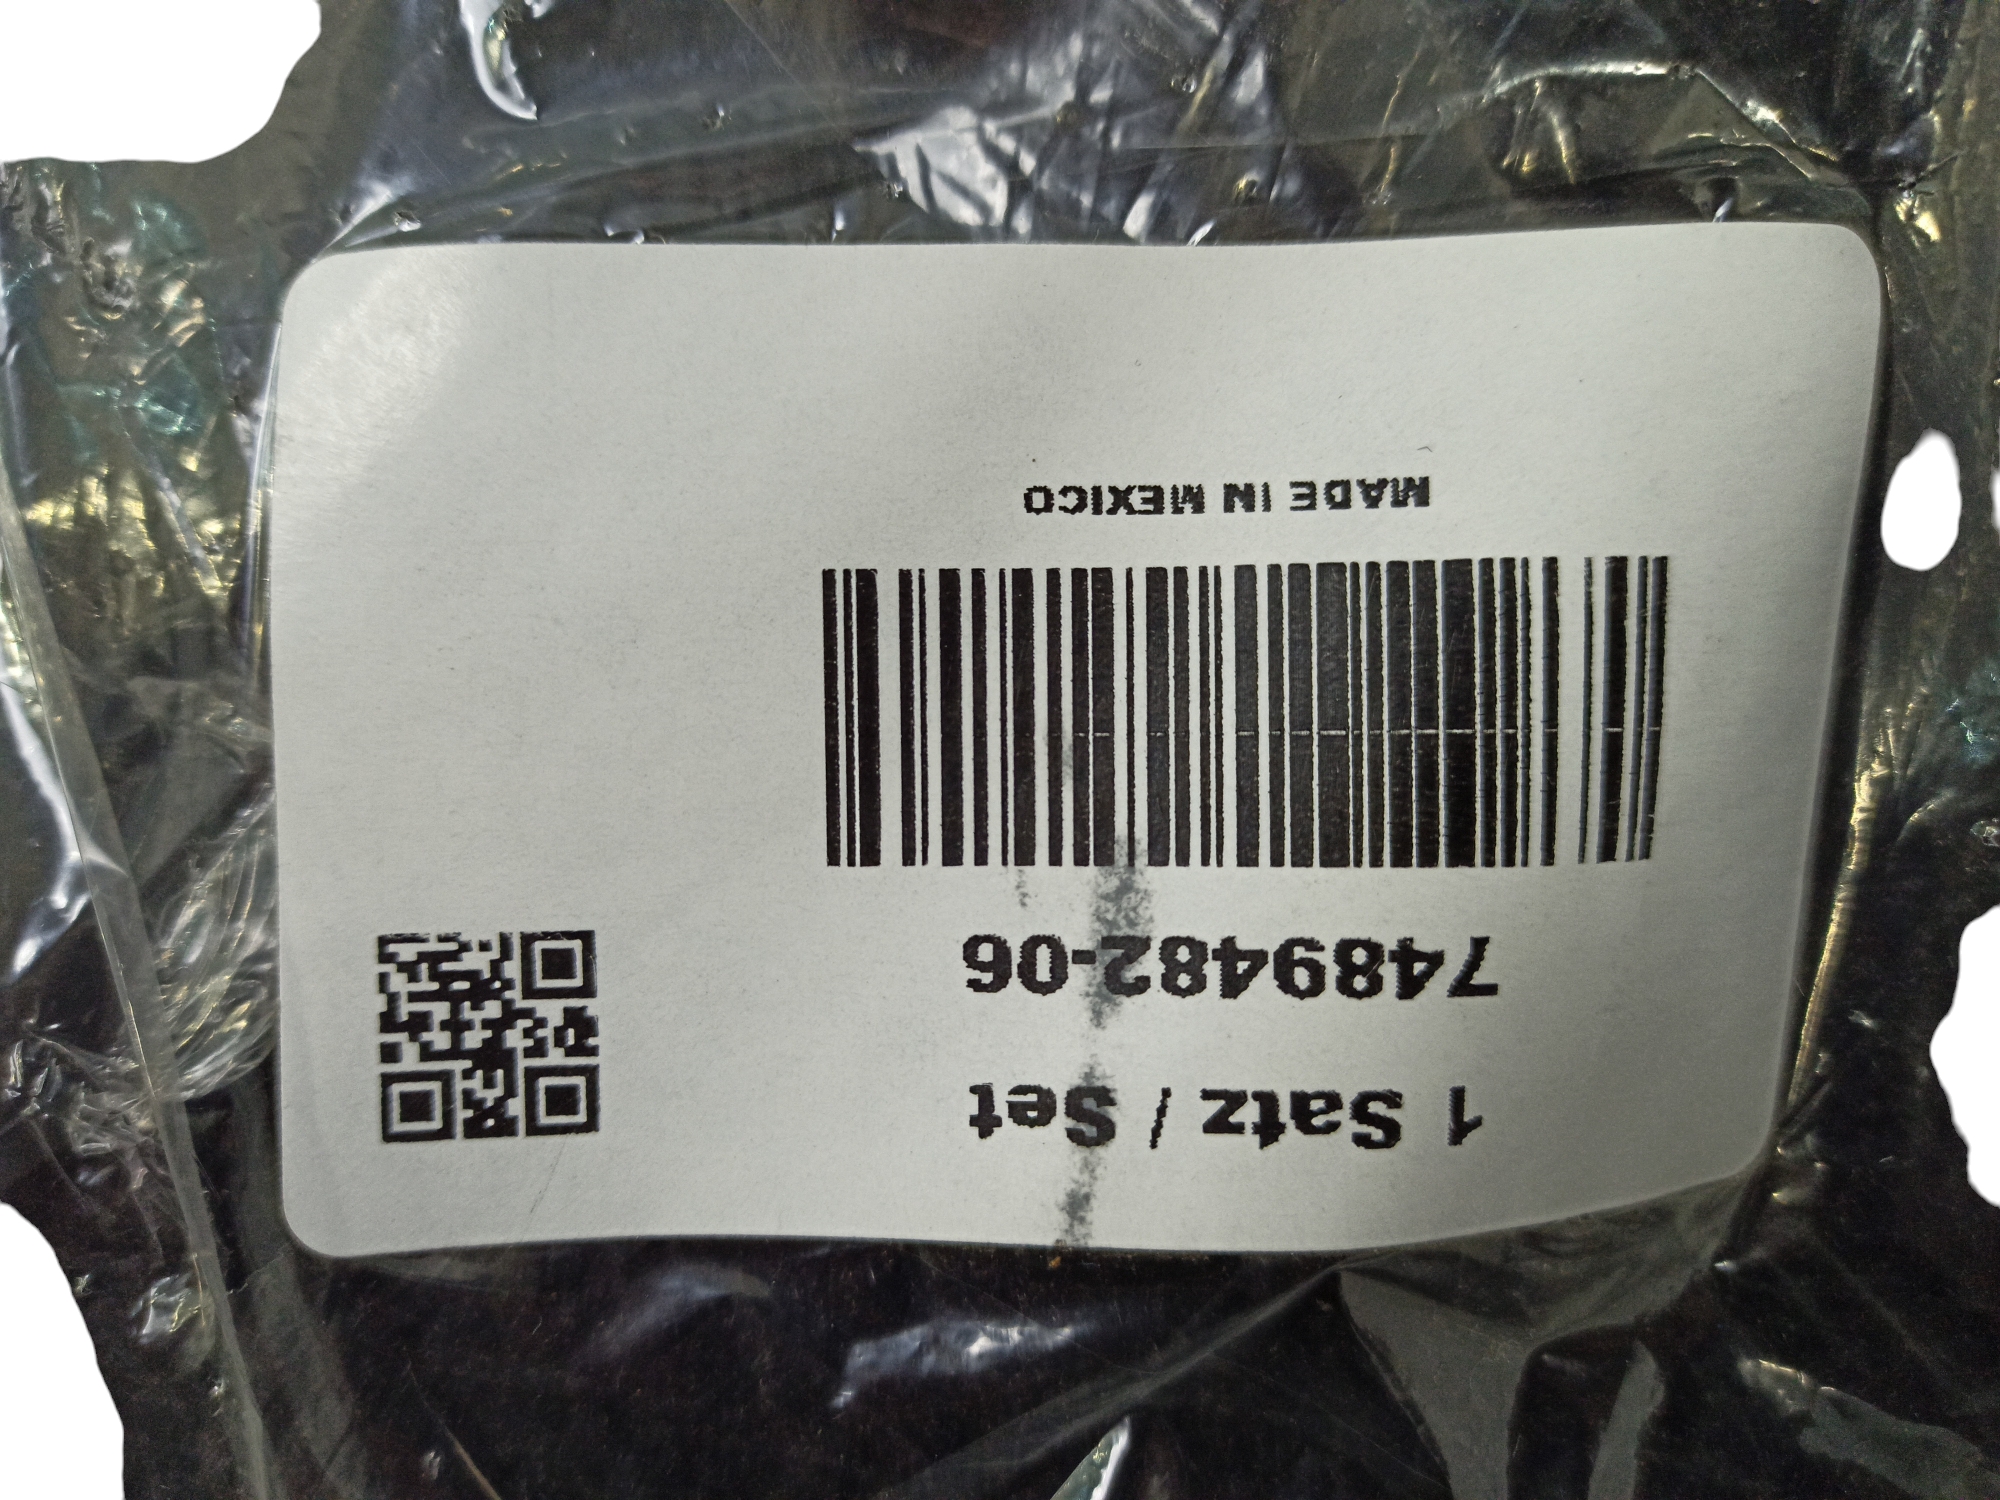 1 Satz / Set
7489482-06
MADE IN MEXICO